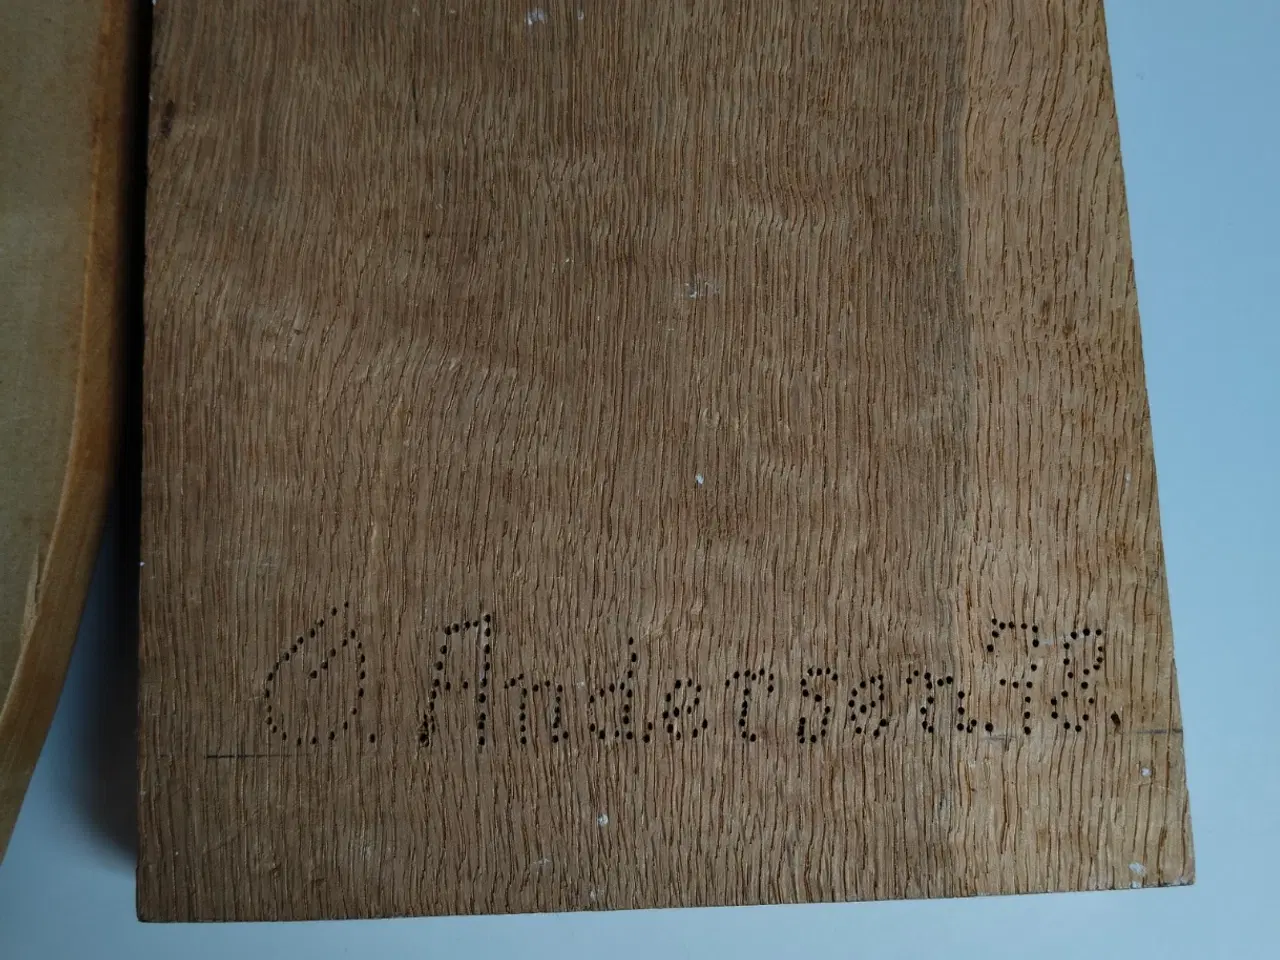 Ø. Andersen. 78